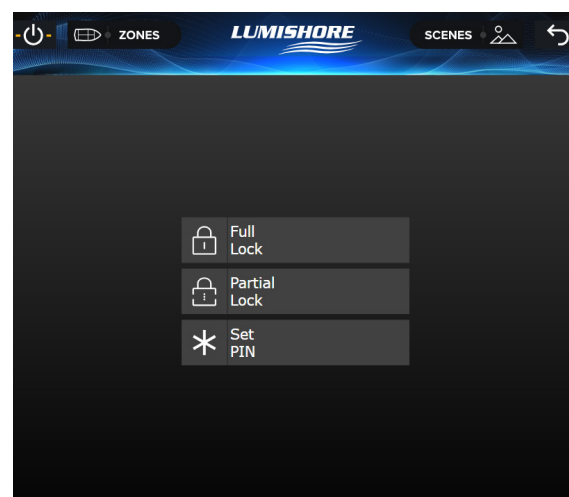 ZONES
LUMISHORE
SCENES
Full
Lock
Partial
Lock
Set
PIN